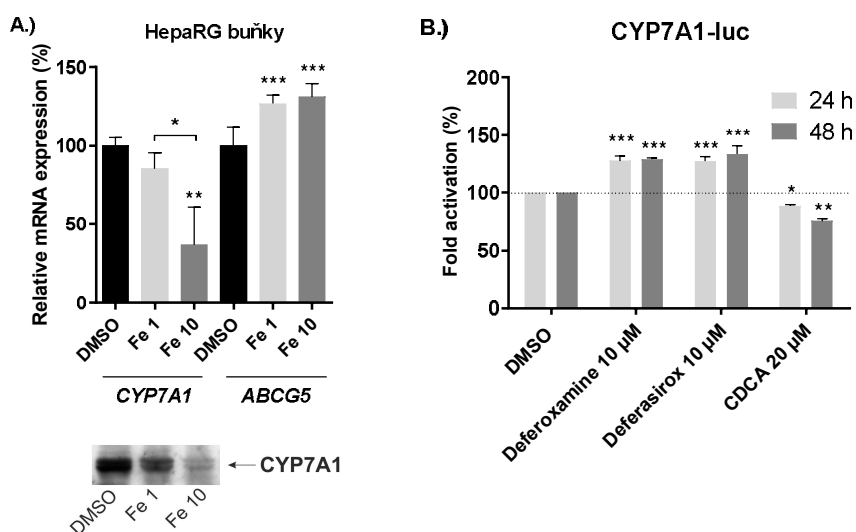 A.)
HepaRG buňky
Relative mRNA expression (%)
150
100
50
0
*
**
***
***
DMSO
Fe 1
Fe 10
DMSO
Fe 1
Fe 10
CYP7A1
ABCG5
CYP7A1
DMSO
Fe 1
Fe 10
B.)
CYP7A1-luc
Fold activation (%)
200
150
100
50
0
24 h
48 h
***
***
***
***
*
**
DMSO
Deferoxamine 10 µM
Deferasirox 10 µM
CDCA 20 µM